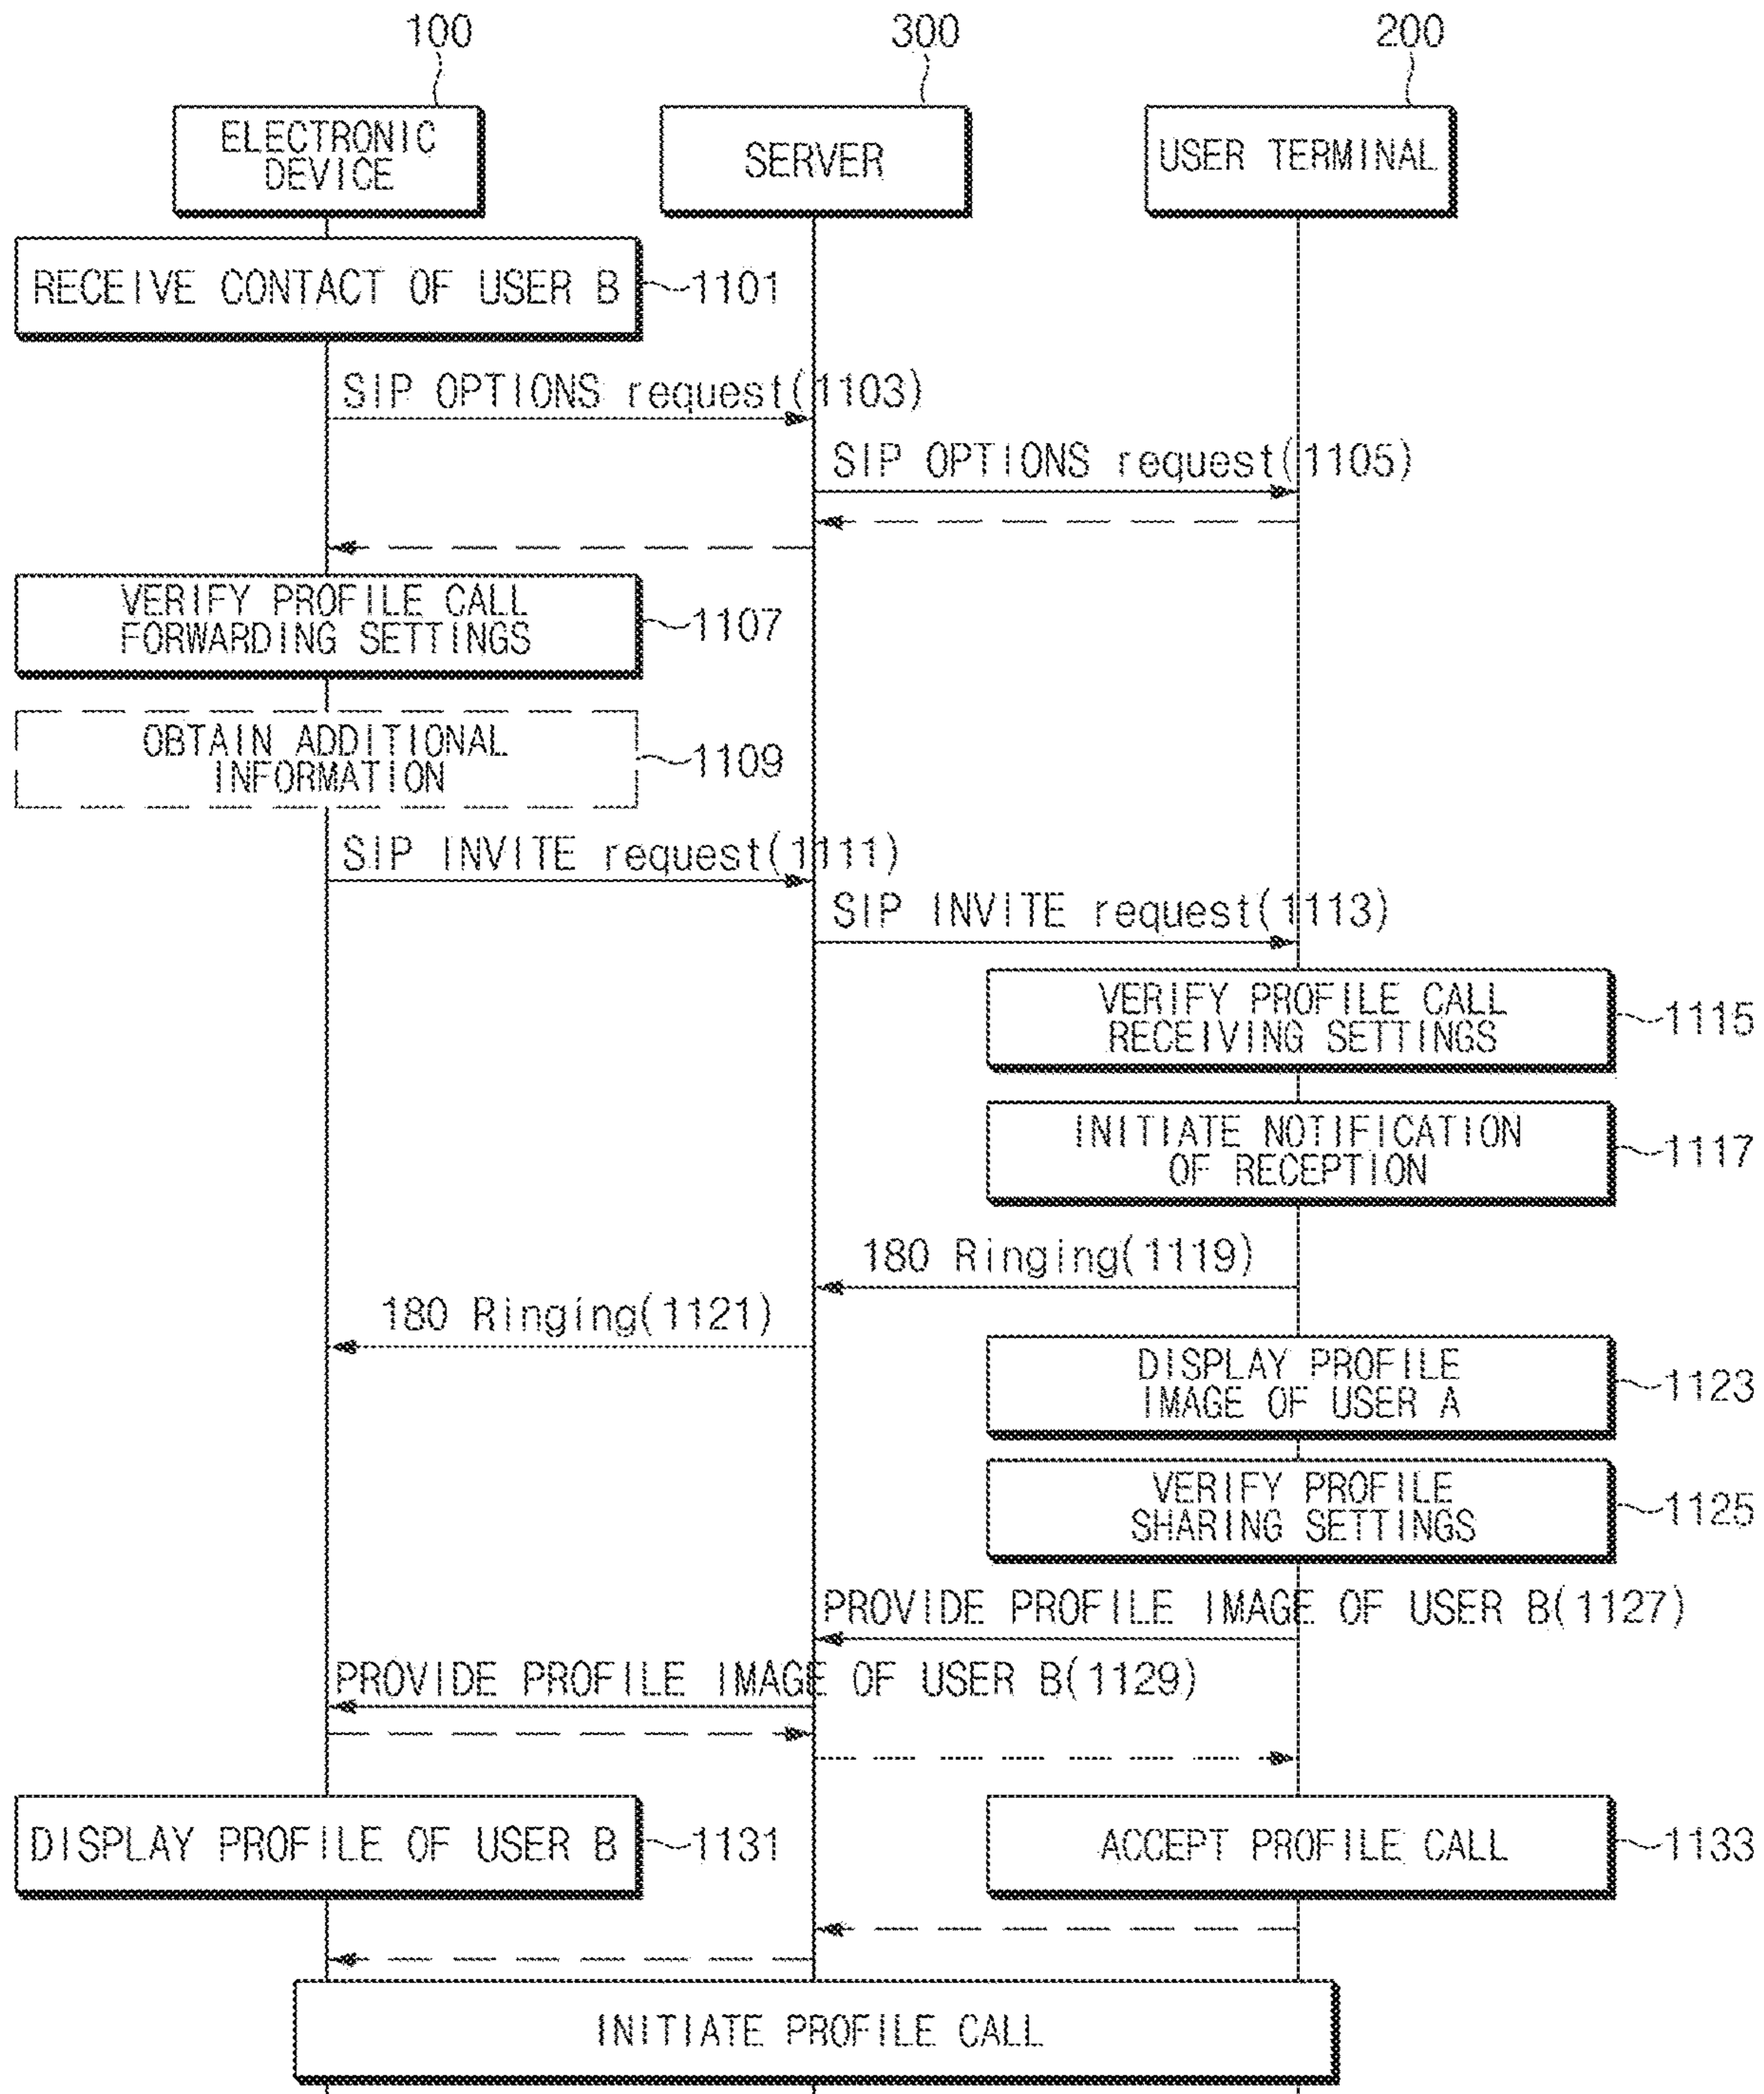 100
300
200
ELECTRONIC
DEVICE
SERVER
USER TERMINAL
RECEIVE CONTACT OF USER B
1101
SIP OPTIONS request(1103)
SIP OPTIONS request(1105)
VERIFY PROFILE CALL
FORWARDING SETTINGS
1107
OBTAIN ADDITIONAL
INFORMATION
1109
SIP INVITE request(1111)
SIP INVITE request(1113)
VERIFY PROFILE CALL
RECEIVING SETTINGS
1115
INITIATE NOTIFICATION
OF RECEPTION
1117
180 Ringing(1119)
180 Ringing(1121)
DISPLAY PROFILE
IMAGE OF USER A
1123
VERIFY PROFILE
SHARING SETTINGS
1125
PROVIDE PROFILE IMAGE OF USER B(1127)
PROVIDE PROFILE IMAGE OF USER B(1129)
DISPLAY PROFILE OF USER B
1131
ACCEPT PROFILE CALL
1133
INITIATE PROFILE CALL